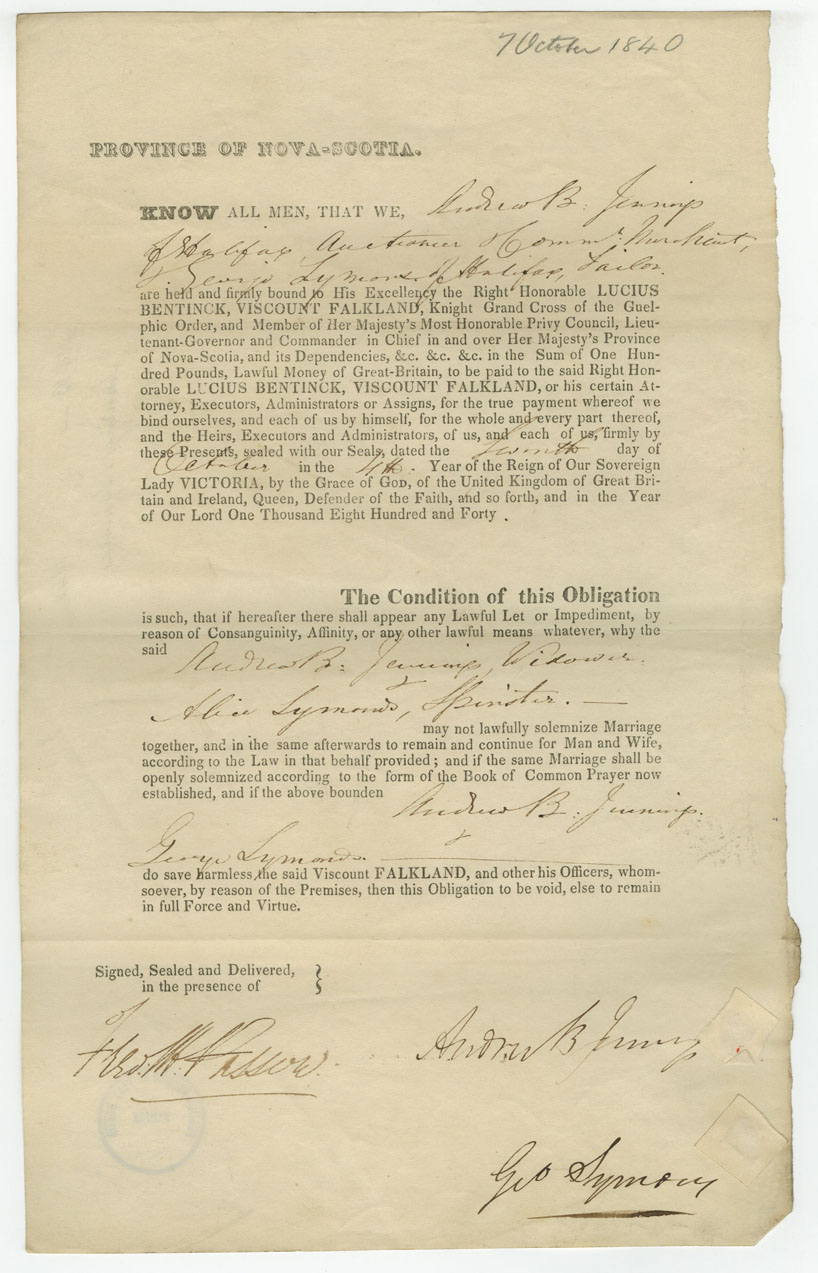 7 October 1840
PROVINCE OF NOVA-SCOTIA.
KNOW ALL MEN, THAT WE, Andrew B. Jennings
of Halifax, Auctioneer & Commn. Merchant,
& George Symons of Halifax, Tailor.
are held and firmly bound to His Excellency the Right Honorable LUCIUS
BENTINCK, VISCOUNT FALKLAND, Knight Grand Cross of the Guel-
phic Order, and Member of Her Majesty's Most Honorable Privy Council, Lieu-
tenant-Governor and Commander in Chief in and over Her Majesty's Province
of Nova-Scotia, and its Dependencies, &c. &c. &c. in the Sum of One Hun-
dred Pounds, Lawful Money of Great-Britain, to be paid to the said Right Hon-
orable LUCIUS BENTINCK, VISCOUNT FALKLAND, or his certain At-
torney, Executors, Administrators or Assigns, for the true payment whereof we
bind ourselves, and each of us by himself, for the whole and every part thereof,
and the Heirs, Executors and Administrators, of us, and each of us, firmly by
these Presents, sealed with our Seals, dated the Seventh day of
October in the 4th. Year of the Reign of Our Sovereign
Lady VICTORIA, by the Grace of GOD, of the United Kingdom of Great Bri-
tain and Ireland, Queen, Defender of the Faith, and so forth, and in the Year
of Our Lord One Thousand Eight Hundred and Forty .
The Condition of this Obligation
is such, that if hereafter there shall appear any Lawful Let or Impediment, by
reason of Consanguinity, Affinity, or any other lawful means whatever, why the
said Andrew B. Jennings, Widower.
&
Alice Symonds, Spinster. —
may not lawfully solemnize Marriage
together, and in the same afterwards to remain and continue for Man and Wife,
according to the Law in that behalf provided ; and if the same Marriage shall be
openly solemnized according to the form of the Book of Common Prayer now
established, and if the above bounden Andrew B. Jennings.
&
George Symonds. —
do save harmless the said Viscount FALKLAND, and other his Officers, whom-
soever, by reason of the Premises, then this Obligation to be void, else to remain
in full Force and Virtue.
Signed, Sealed and Delivered,
in the presence of
Andrew B Jennings
Geo Symons